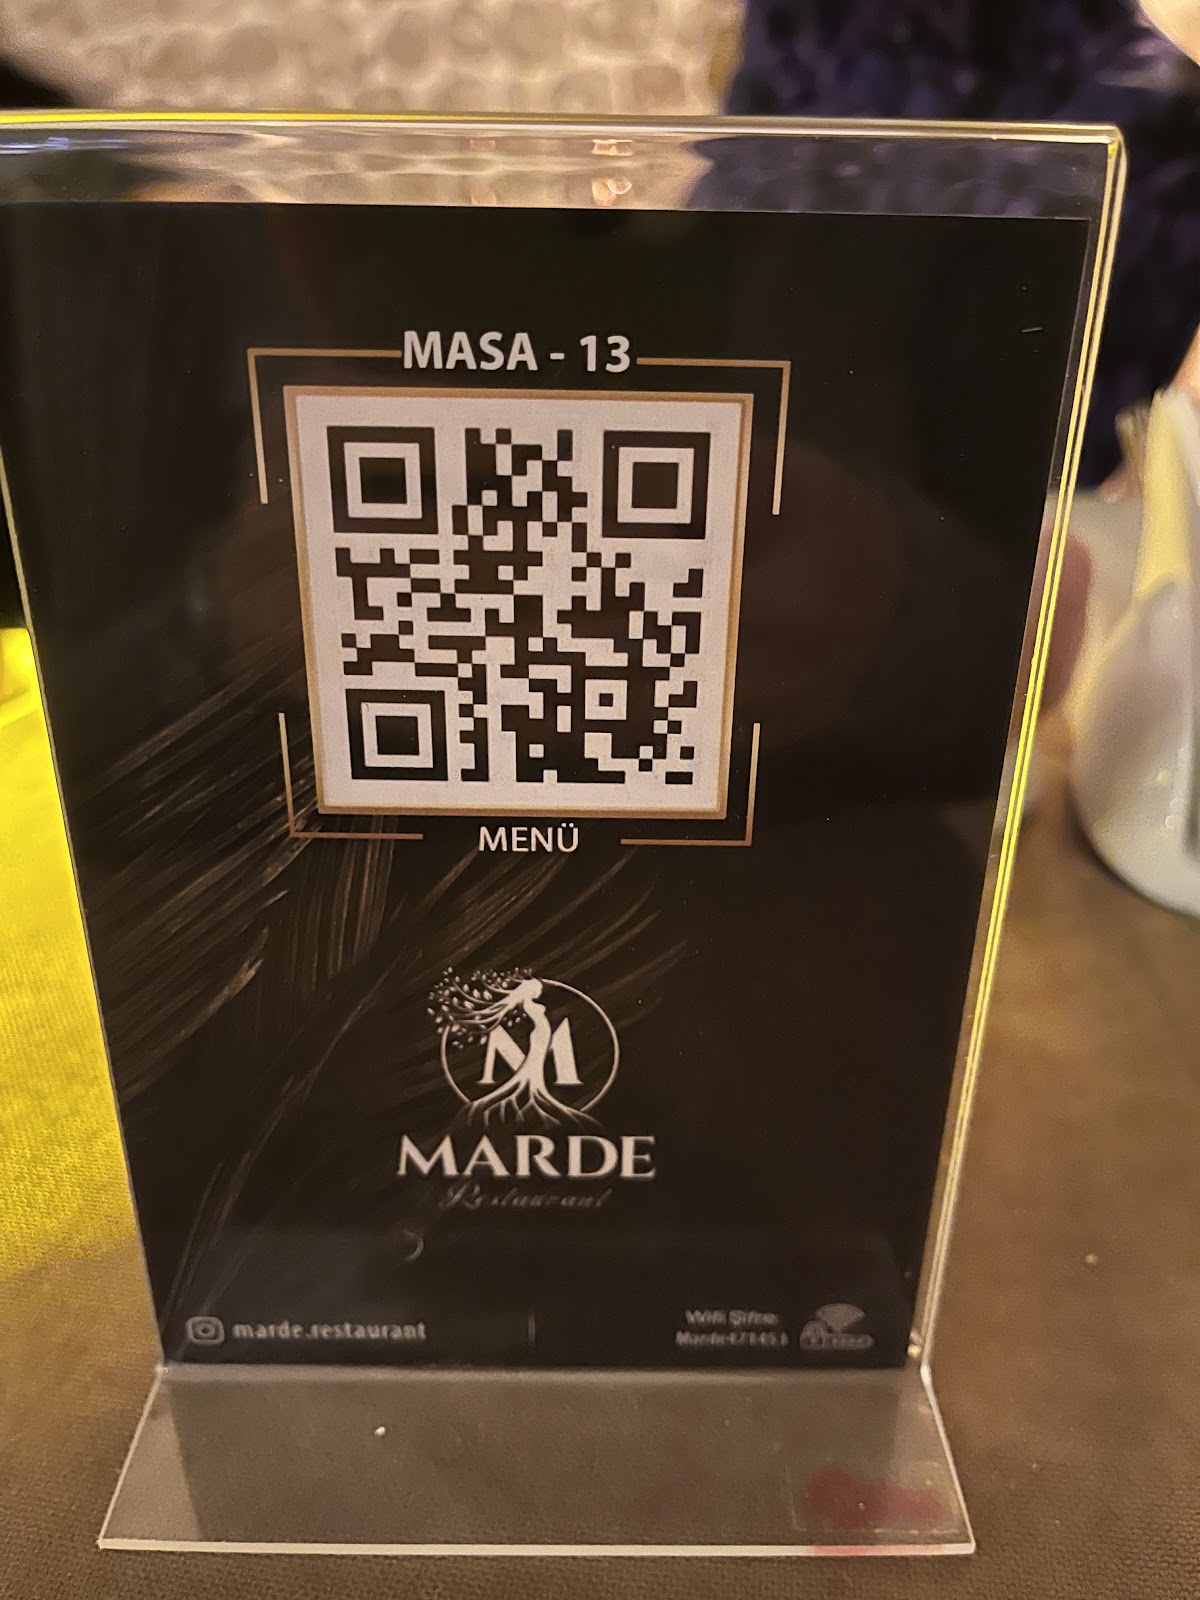 MASA - 13
MENÜ
M
MARDE
Restaurant
marde.restaurant
Wifi Şifre: